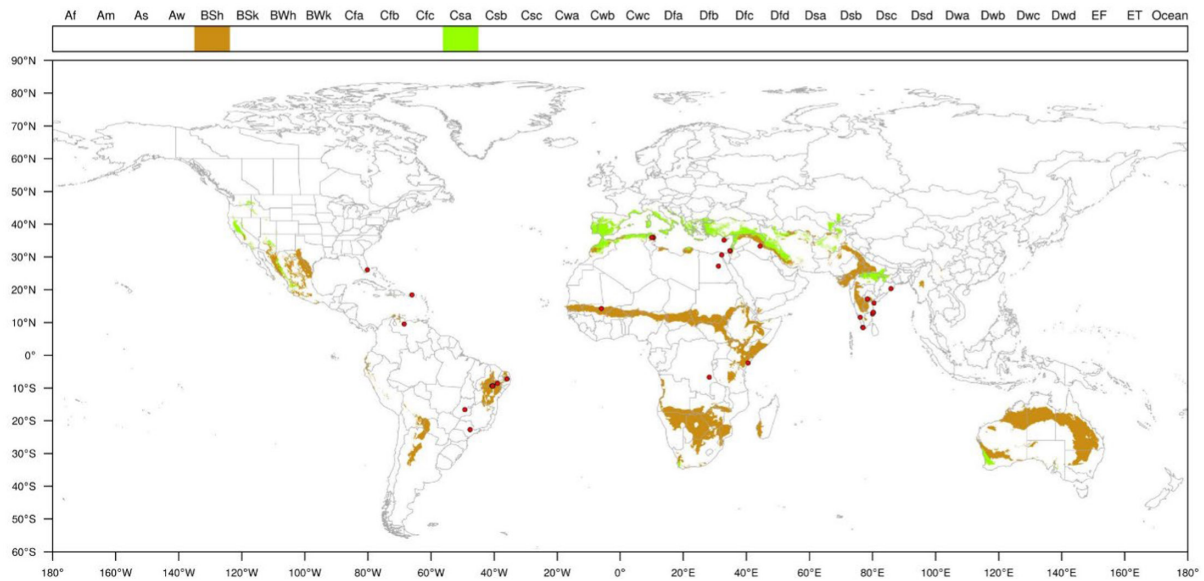 Af Am As Aw BSh BSk BWh BWk Cfa Cfb Cfc Csa Csb Csc Cwa Cwb Cwc Dfa Dfb Dfc Dfd Dsa Dsb Dsc Dsd Dwa Dwb Dwc Dwd EF ET Ocean
90°N
80°N
70°N
60°N
50°N
40°N
30°N
20°N
10°N
0°
10°S
20°S
30°S
40°S
50°S
60°S
180° 160°W 140°W 120°W 100°W 80°W 60°W 40°W 20°W 0° 20°E 40°E 60°E 80°E 100°E 120°E 140°E 160°E 180°